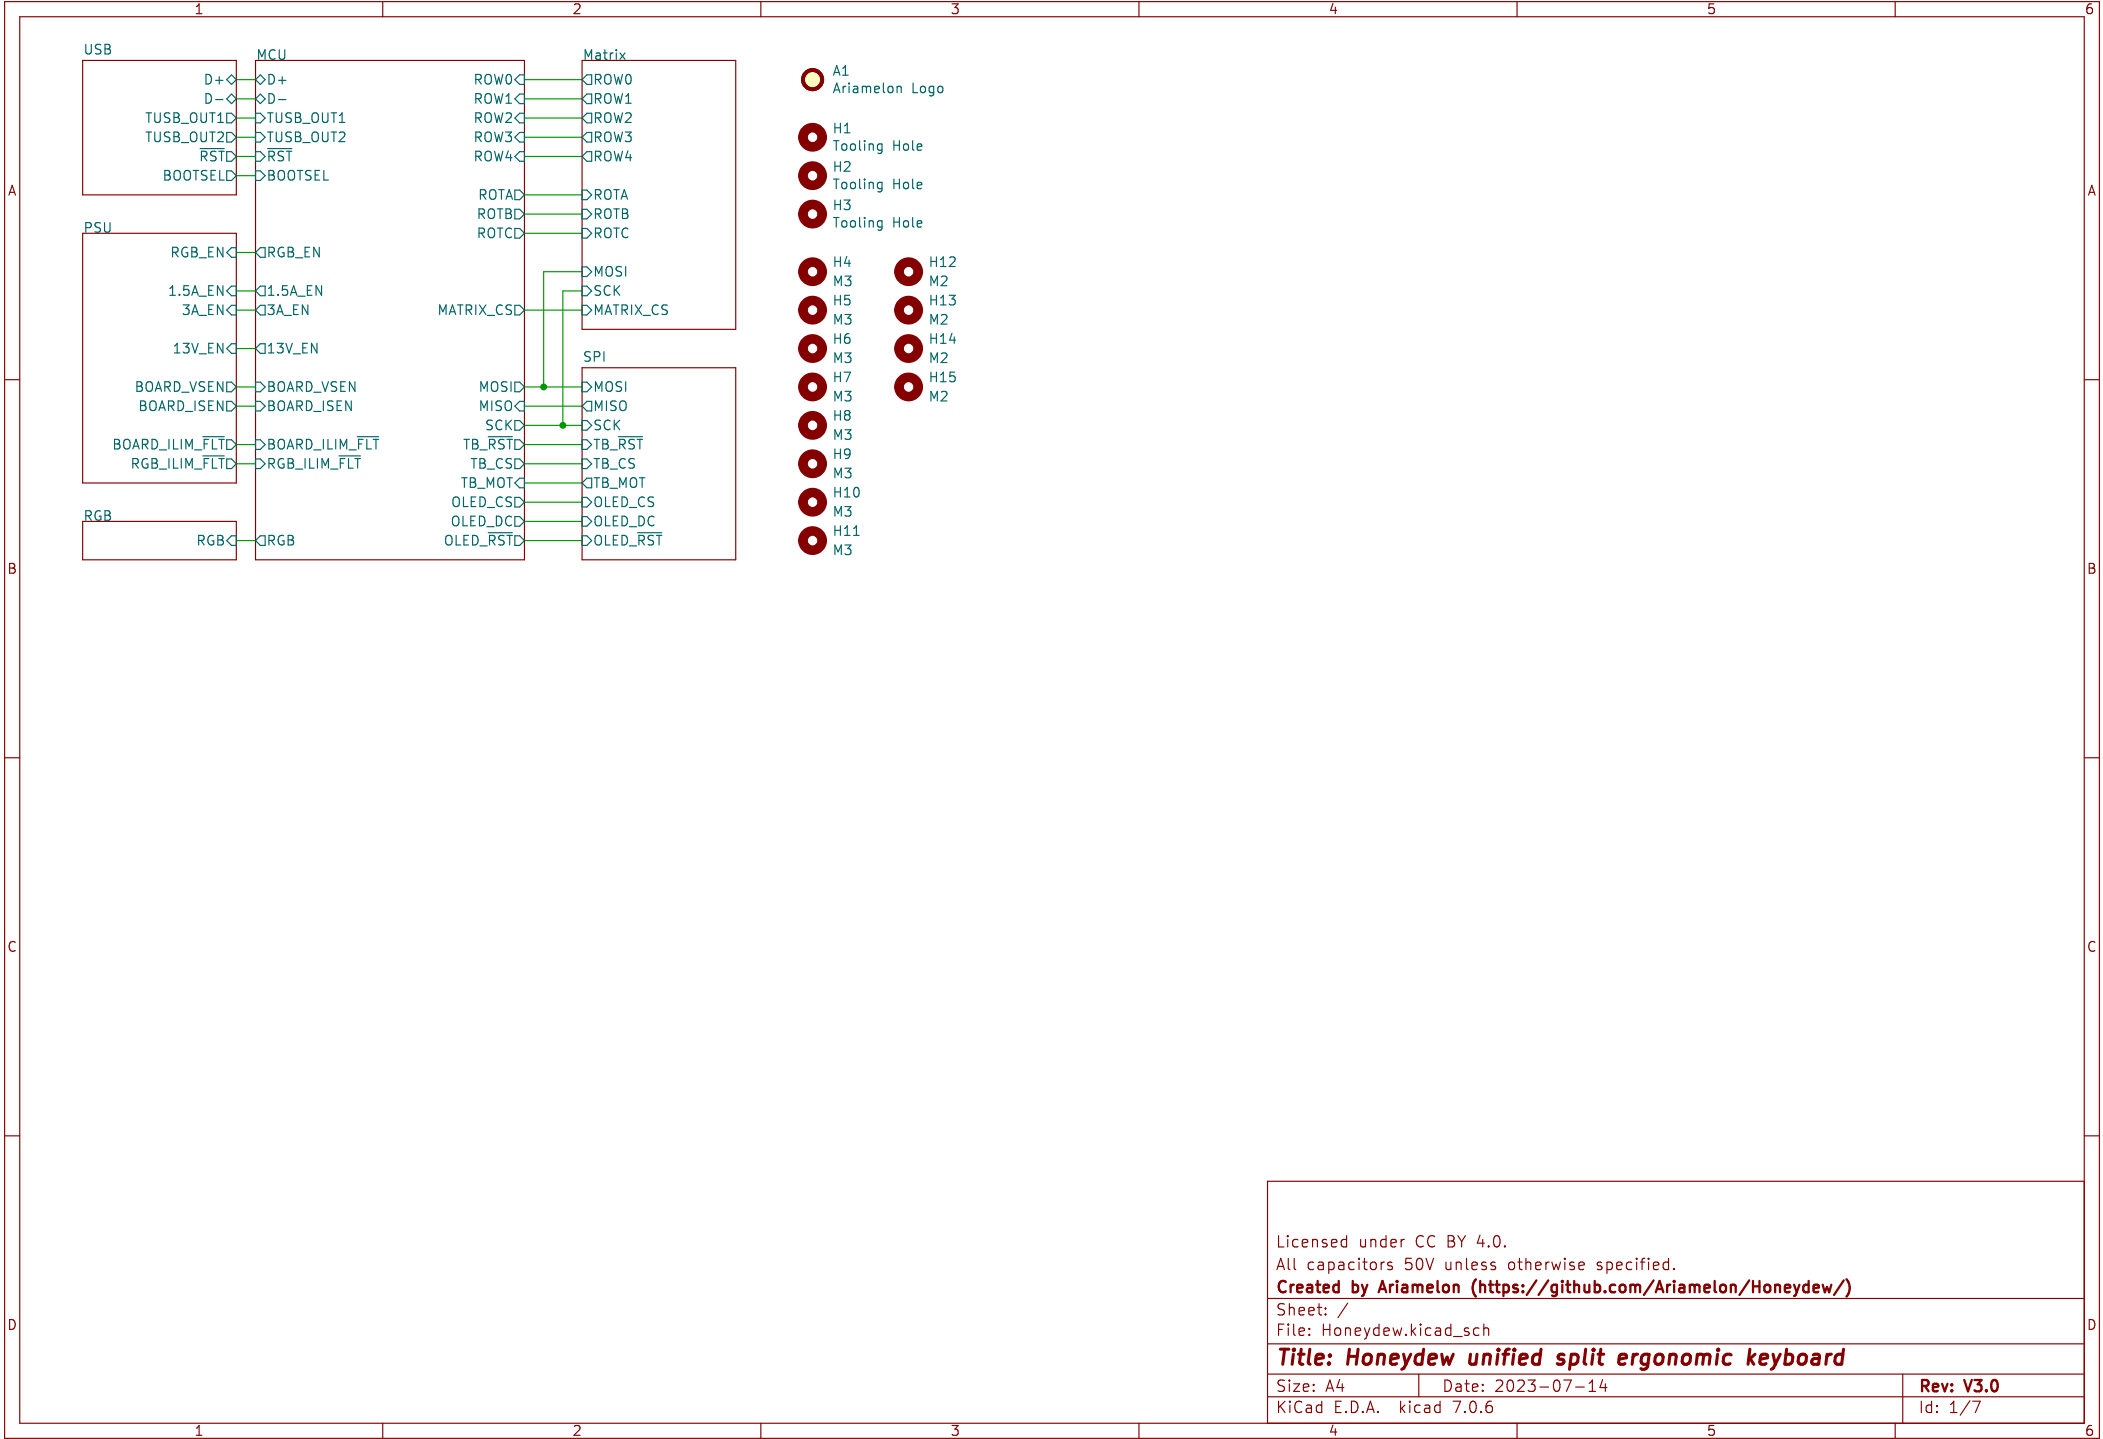 1 2 3 4 5 6
USB
D+
D-
TUSB_OUT1
TUSB_OUT2
RST
BOOTSEL
PSU
RGB_EN
1.5A_EN
3A_EN
13V_EN
BOARD_VSEN
BOARD_ISEN
BOARD_ILIM_FLT
RGB_ILIM_FLT
RGB
RGB
MCU
D+
D-
TUSB_OUT1
TUSB_OUT2
RST
BOOTSEL
RGB_EN
1.5A_EN
3A_EN
13V_EN
BOARD_VSEN
BOARD_ISEN
BOARD_ILIM_FLT
RGB_ILIM_FLT
RGB
ROW0
ROW1
ROW2
ROW3
ROW4
ROTA
ROTB
ROTC
MATRIX_CS
MOSI
MISO
SCK
TB_RST
TB_CS
TB_MOT
OLED_CS
OLED_DC
OLED_RST
Matrix
ROW0
ROW1
ROW2
ROW3
ROW4
ROTA
ROTB
ROTC
MOSI
SCK
MATRIX_CS
SPI
MOSI
MISO
SCK
TB_RST
TB_CS
TB_MOT
OLED_CS
OLED_DC
OLED_RST
A1
Ariamelon Logo
H1
Tooling Hole
H2
Tooling Hole
H3
Tooling Hole
H4
M3
H5
M3
H6
M3
H7
M3
H8
M3
H9
M3
H10
M3
H11
M3
H12
M2
H13
M2
H14
M2
H15
M2
A
B
C
D
A
B
C
D
Licensed under CC BY 4.0.
All capacitors 50V unless otherwise specified.
Created by Ariamelon (https://github.com/Ariamelon/Honeydew/)
Sheet: /
File: Honeydew.kicad_sch
Title: Honeydew unified split ergonomic keyboard
Size: A4 Date: 2023-07-14 Rev: V3.0
KiCad E.D.A. kicad 7.0.6 Id: 1/7
1 2 3 4 5 6